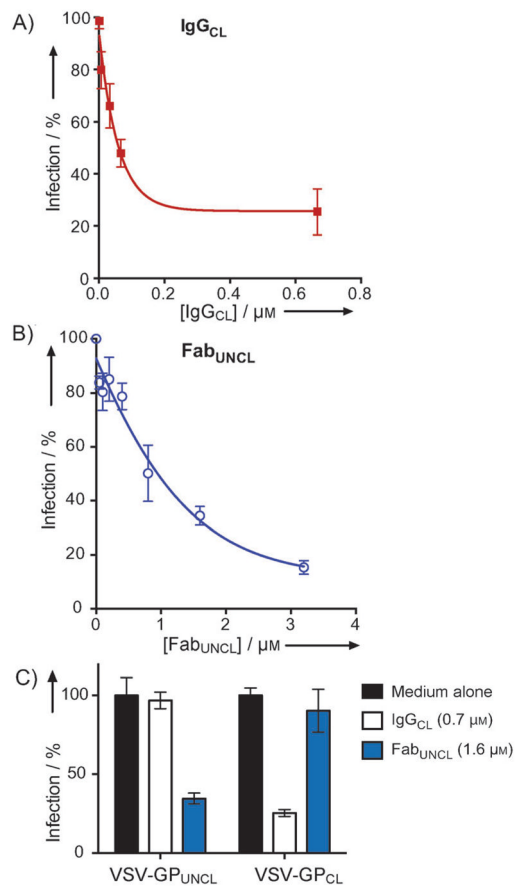 A)
IgG_CL
Infection / %
100
80
60
40
20
0
0.0 0.2 0.4 0.6 0.8
[IgG_CL] / μM
B)
Fab_UNCL
Infection / %
100
80
60
40
20
0
0 1 2 3 4
[Fab_UNCL] / μM
C)
Infection / %
100
50
0
VSV-GP_UNCL VSV-GP_CL
Medium alone
IgG_CL (0.7 μM)
Fab_UNCL (1.6 μM)